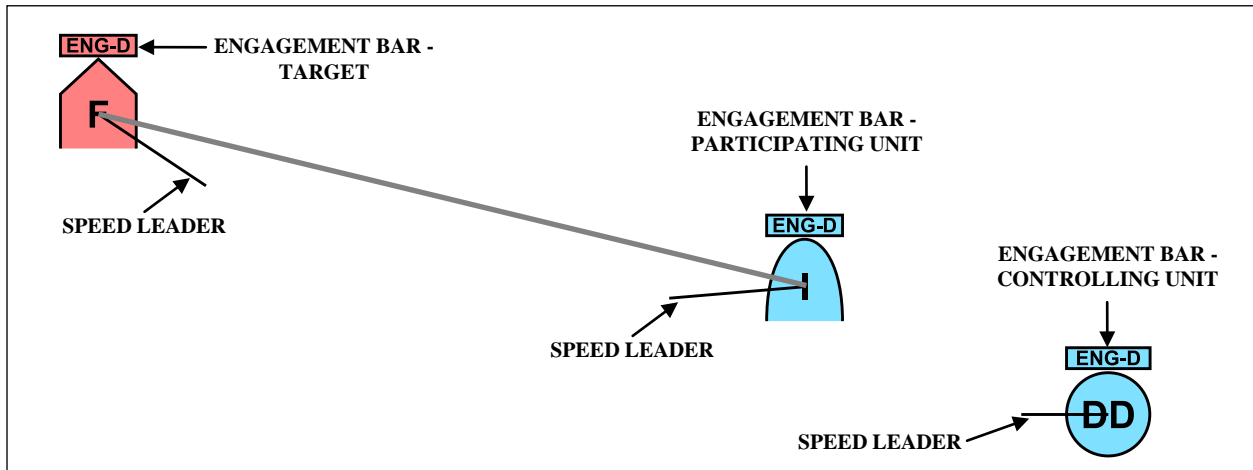 ENG-D
ENGAGEMENT BAR -
TARGET
F
SPEED LEADER
ENGAGEMENT BAR -
PARTICIPATING UNIT
ENG-D
I
SPEED LEADER
ENGAGEMENT BAR -
CONTROLLING UNIT
ENG-D
DD
SPEED LEADER